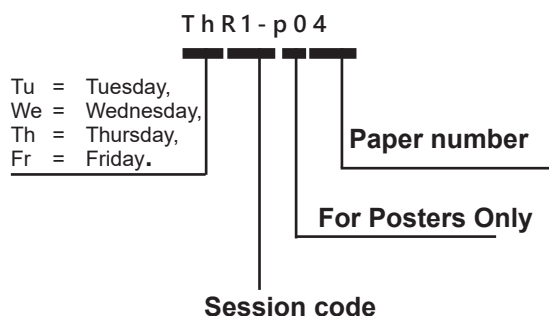 ThR1-p04
Tu = Tuesday,
We = Wednesday,
Th = Thursday,
Fr = Friday.
Paper number
For Posters Only
Session code